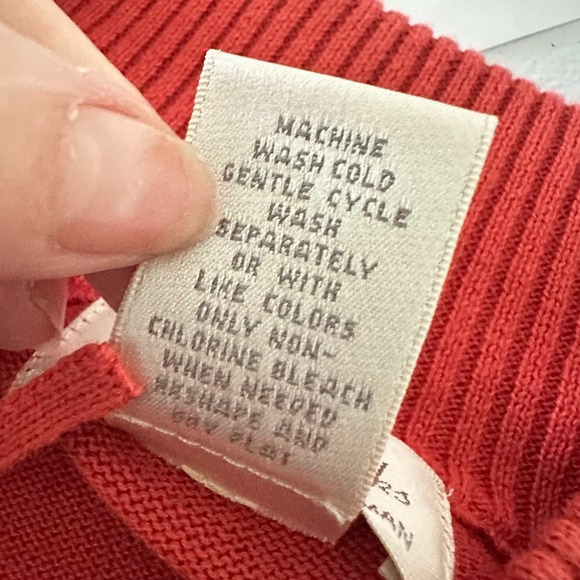 MACHINE
WASH COLD
GENTLE CYCLE
WASH
SEPARATELY
OR WITH
LIKE COLORS
ONLY NON-
CHLORINE BLEACH
WHEN NEEDED
RESHAPE AND
DRY FLAT